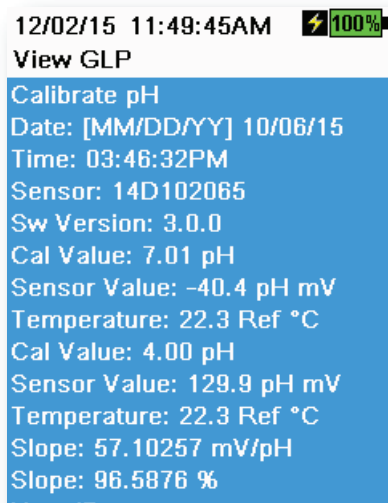 12/02/15 11:49:45AM 100%
View GLP
Calibrate pH
Date: [MM/DD/YY] 10/06/15
Time: 03:46:32PM
Sensor: 14D102065
Sw Version: 3.0.0
Cal Value: 7.01 pH
Sensor Value: -40.4 pH mV
Temperature: 22.3 Ref °C
Cal Value: 4.00 pH
Sensor Value: 129.9 pH mV
Temperature: 22.3 Ref °C
Slope: 57.10257 mV/pH
Slope: 96.5876 %